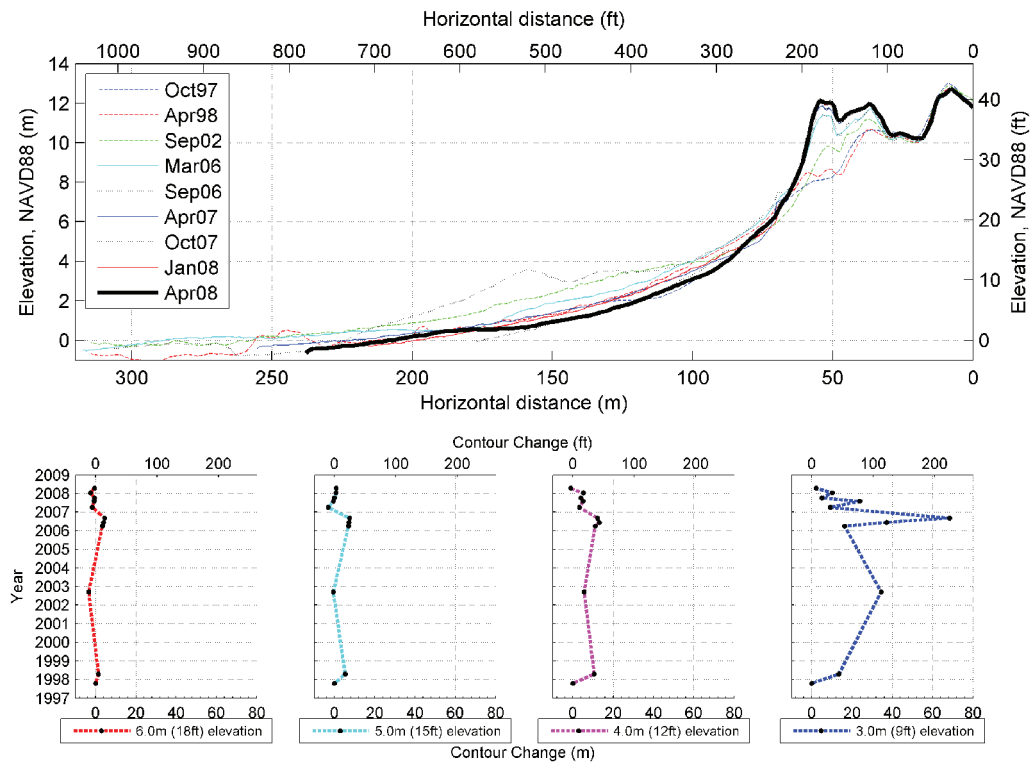 Horizontal distance (ft)
1000 900 800 700 600 500 400 300 200 100 0
Elevation, NAVD88 (m)
14
12
10
8
6
4
2
0
Oct97
Apr98
Sep02
Mar06
Sep06
Apr07
Oct07
Jan08
Apr08
40
30
20
10
0
Elevation, NAVD88 (ft)
300 250 200 150 100 50 0
Horizontal distance (m)
Contour Change (ft)
0 100 200 0 100 200 0 100 200 0 100 200
Year
2009
2008
2007
2006
2005
2004
2003
2002
2001
2000
1999
1998
1997
0 20 40 60 80 0 20 40 60 80 0 20 40 60 80 0 20 40 60 80
6.0m (18ft) elevation
5.0m (15ft) elevation
4.0m (12ft) elevation
3.0m (9ft) elevation
Contour Change (m)